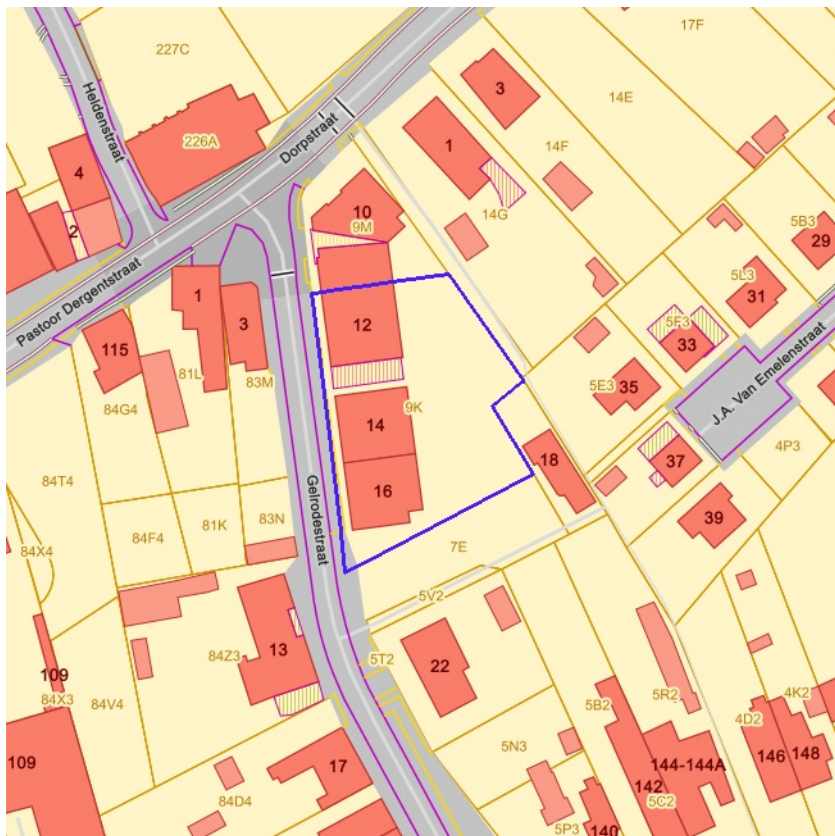 17F
227C
3
14E
Heldenstraat
Dorpstraat
226A
1
14F
4
10
9M
14G
5B3
29
2
5L3
31
Pastoor Dergentstraat
1
3
12
5F3
33
115
81L
83M
5E3
35
J.A. Van Emelenstraat
84G4
14
9K
18
37
4P3
84T4
16
39
84F4
81K
83N
Gelrodestraat
84X4
7E
5V2
109
84X3
84V4
84Z3
13
5T2
22
5B2
5R2
4D2
4K2
109
17
5N3
144-144A
146
148
142
5C2
84D4
5P3
140